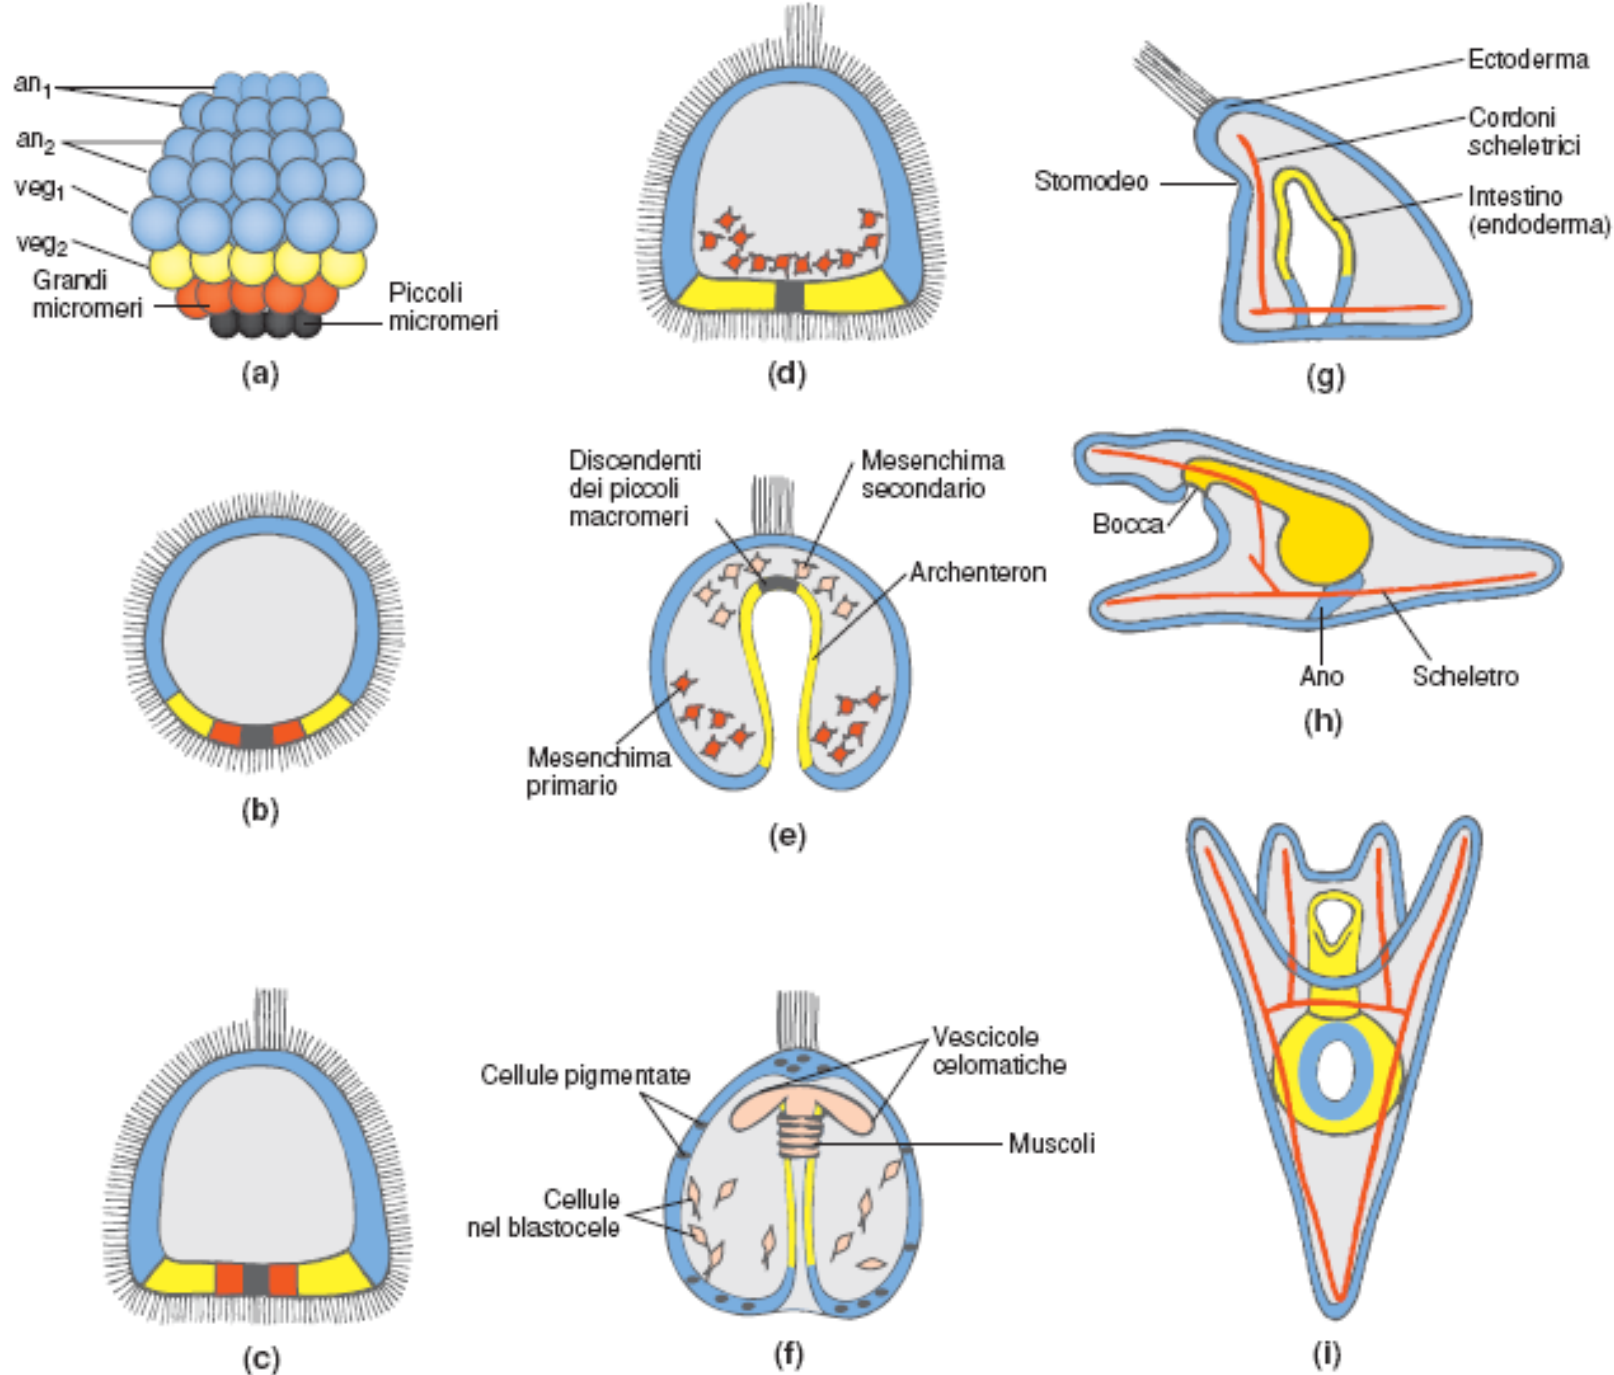 an1
an2
veg1
veg2
Grandi
micromeri
Piccoli
micromeri
(a)
(b)
(c)
(d)
Discendenti
dei piccoli
macromeri
Mesenchima
secondario
Archenteron
Mesenchima
primario
(e)
Cellule pigmentate
Vescicole
celomatiche
Muscoli
Cellule
nel blastocele
(f)
Ectoderma
Cordoni
scheletrici
Stomodeo
Intestino
(endoderma)
(g)
Bocca
Ano
Scheletro
(h)
(i)